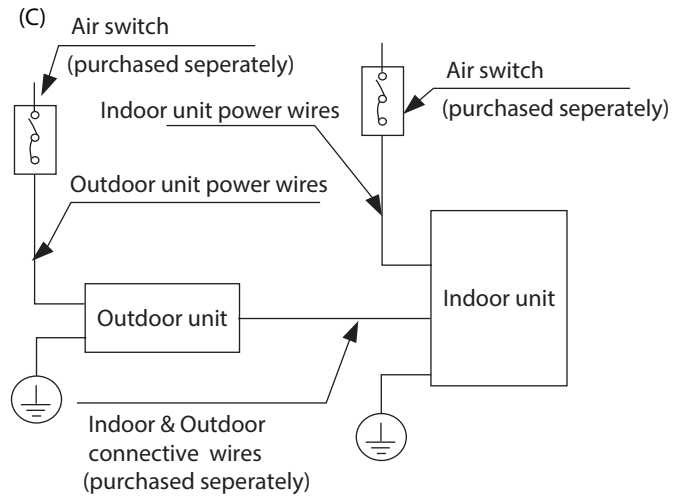 (C)
Air switch
(purchased seperately)
Air switch
(purchased seperately)
Indoor unit power wires
Outdoor unit power wires
Outdoor unit
Indoor unit
Indoor & Outdoor
connective wires
(purchased seperately)